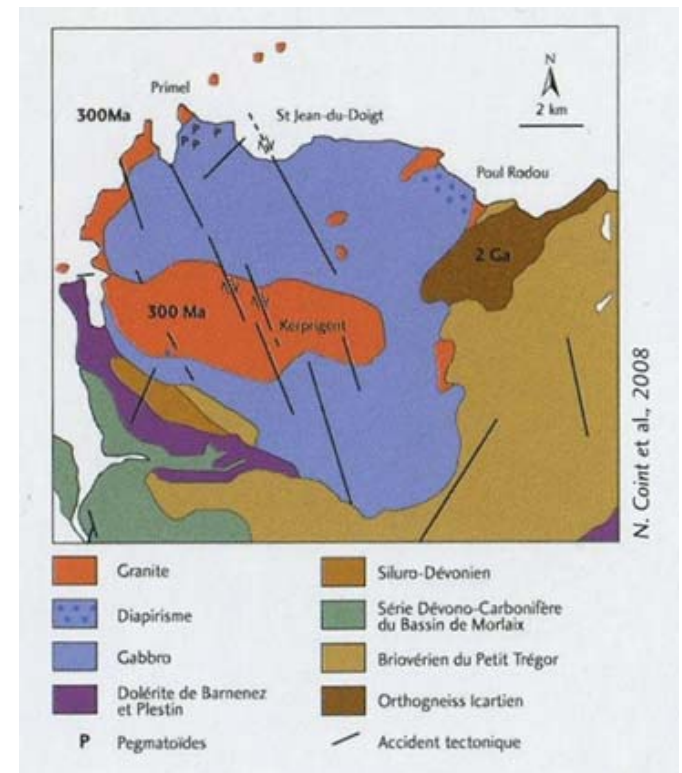 N
2 km
Primel
300Ma
St Jean-du-Doigt
P
P P
P
Poul Rodou
2 Ga
300 Ma
Kerprigent
N. Coint et al., 2008
Granite
Diapirisme
Gabbro
Dolérite de Barnenez
et Plestin
P Pegmatoïdes
Siluro-Dévonien
Série Dévono-Carbonifère
du Bassin de Morlaix
Briovérien du Petit Trégor
Orthogneiss Icartien
Accident tectonique